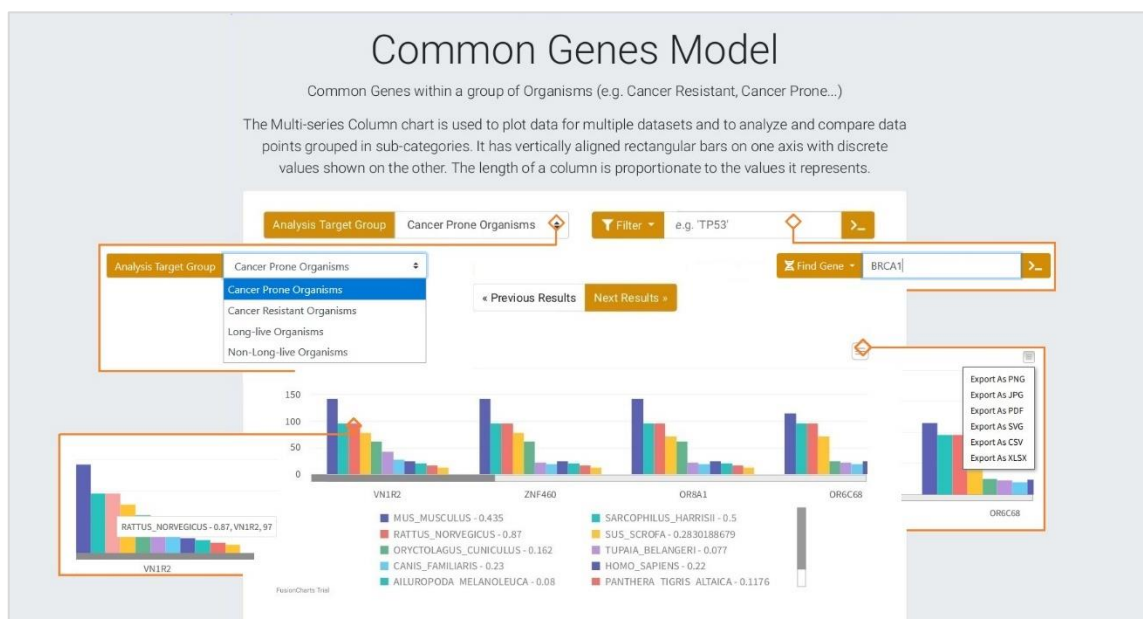 Common Genes Model
Common Genes within a group of Organisms (e.g. Cancer Resistant, Cancer Prone...)
The Multi-series Column chart is used to plot data for multiple datasets and to analyze and compare data
points grouped in sub-categories. It has vertically aligned rectangular bars on one axis with discrete
values shown on the other. The length of a column is proportionate to the values it represents.
Analysis Target Group Cancer Prone Organisms Filter e.g. 'TP53' >_
Analysis Target Group Cancer Prone Organisms
Find Gene BRCA1 >_
Cancer Prone Organisms
Cancer Resistant Organisms
Long-live Organisms
Non-Long-live Organisms
« Previous Results Next Results »
Export As PNG
Export As JPG
Export As PDF
Export As SVG
Export As CSV
Export As XLSX
OR6C68
150
100
50
0
VN1R2 ZNF460 OR8A1 OR6C68
RATTUS_NORVEGICUS - 0.87, VN1R2, 97
VN1R2
MUS_MUSCULUS - 0.435 SARCOPHILUS_HARRISII - 0.5
RATTUS_NORVEGICUS - 0.87 SUS_SCROFA - 0.2830188679
ORYCTOLAGUS_CUNICULUS - 0.162 TUPAIA_BELANGERI - 0.077
CANIS_FAMILIARIS - 0.23 HOMO_SAPIENS - 0.22
AILUROPODA_MELANOLEUCA - 0.08 PANTHERA_TIGRIS_ALTAICA - 0.1176
FusionCharts Trial